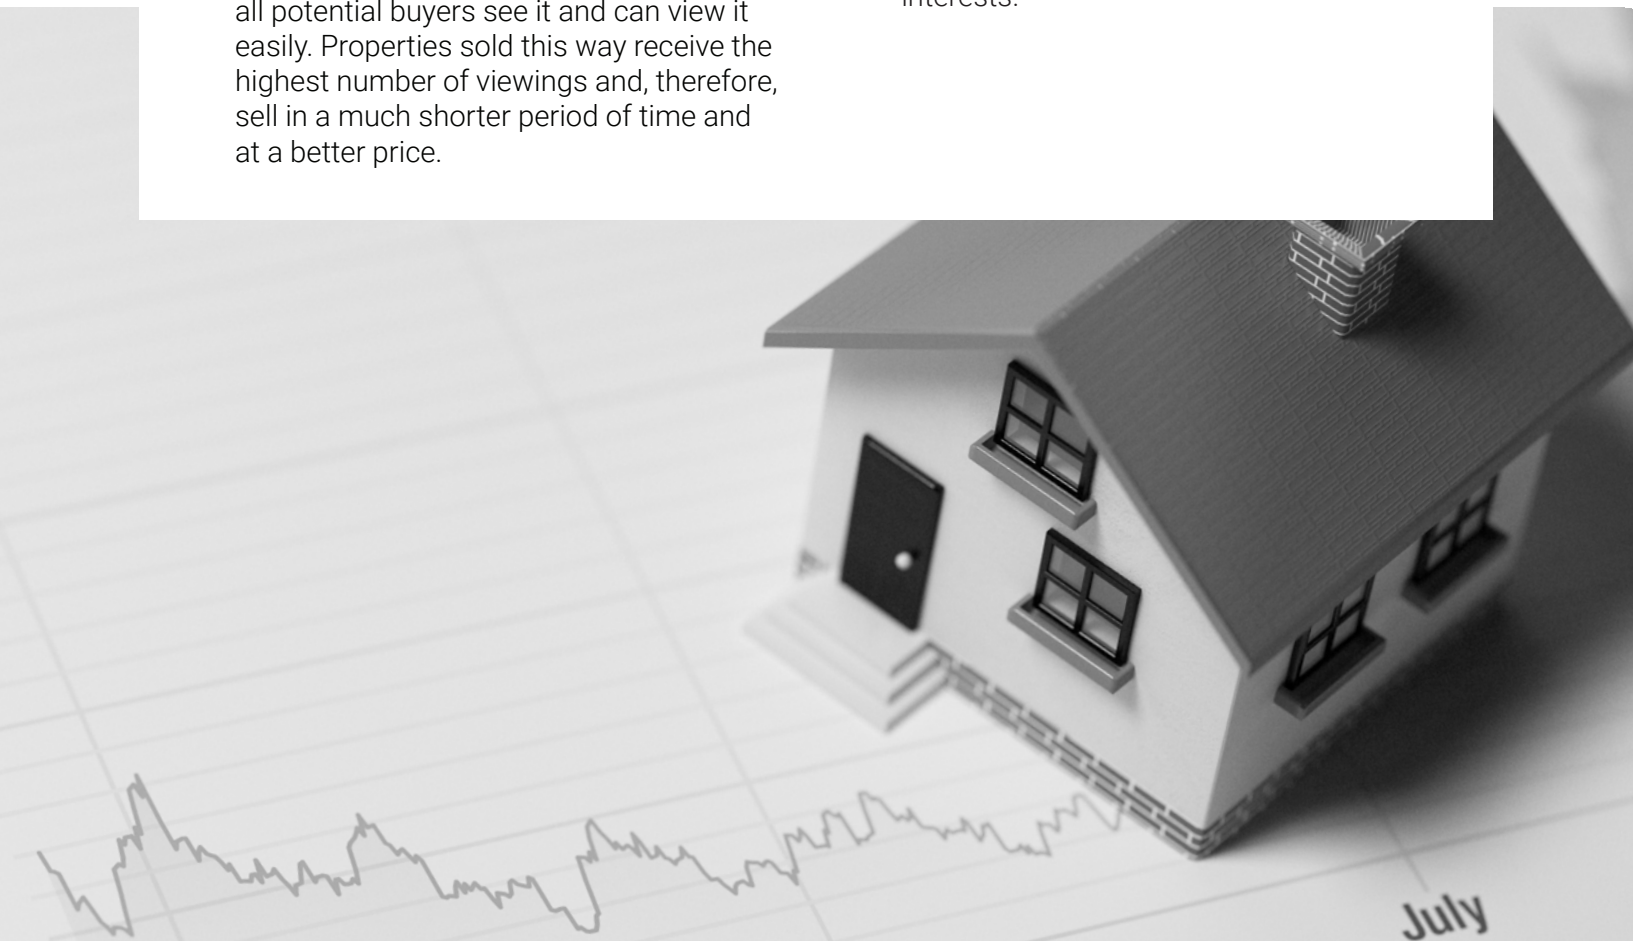 all potential buyers see it and can view it
easily. Properties sold this way receive the
highest number of viewings and, therefore,
sell in a much shorter period of time and
at a better price.
interests.
July